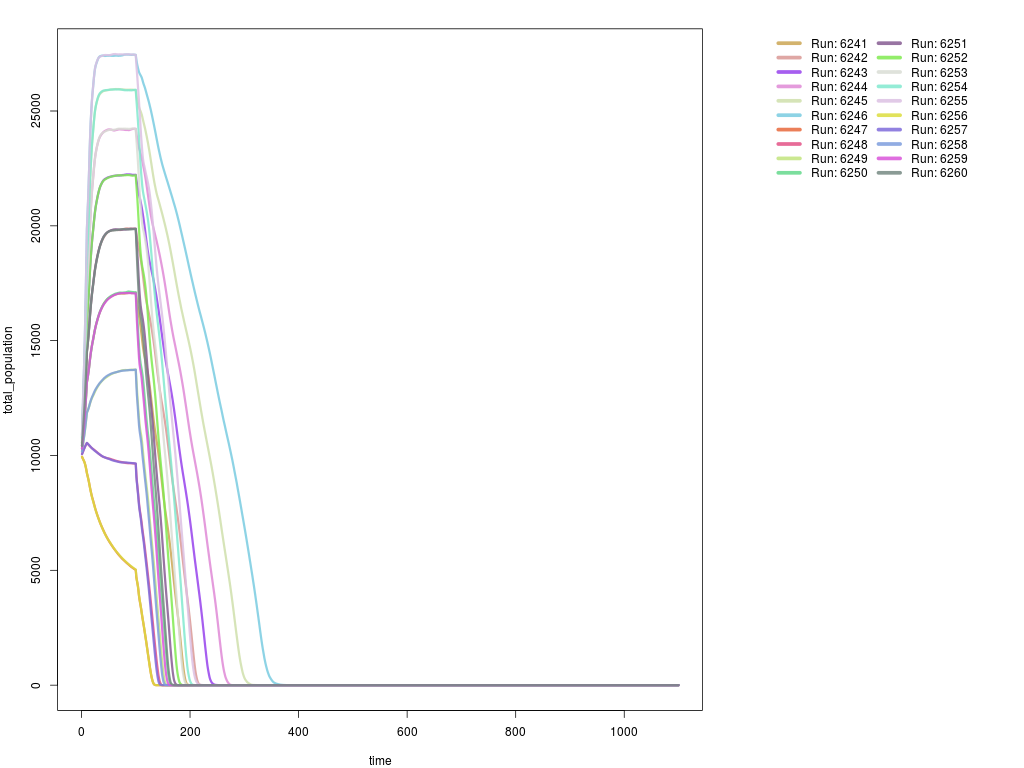 Run: 6241 Run: 6251
Run: 6242 Run: 6252
Run: 6243 Run: 6253
Run: 6244 Run: 6254
Run: 6245 Run: 6255
Run: 6246 Run: 6256
Run: 6247 Run: 6257
Run: 6248 Run: 6258
Run: 6249 Run: 6259
Run: 6250 Run: 6260
total_population
25000
20000
15000
10000
5000
0
0 200 400 600 800 1000
time